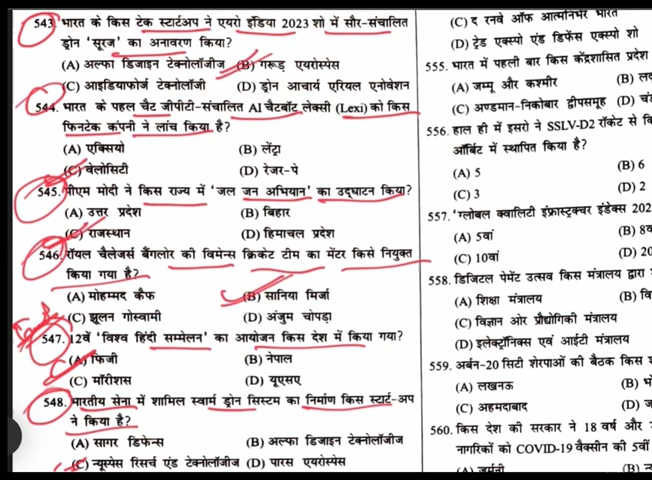 543. भारत के किस टेक स्टार्टअप ने एयरो इंडिया 2023 शो में सौर-संचालित
ड्रोन 'सूरज' का अनावरण किया?
(A) अल्फा डिजाइन टेक्नोलॉजीज (B) गरूड़ एयरोस्पेस
(C) आइडियाफोर्ज टेक्नोलॉजी (D) ड्रोन आचार्य एरियल एनोवेशन
544. भारत के पहल चैट जीपीटी-संचालित AI चैटबॉट लेक्सी (Lexi) को किस
फिनटेक कंपनी ने लांच किया है?
(A) एक्सियो (B) लेंट्रा
(C) वेलोसिटी (D) रेजर-पे
545. पीएम मोदी ने किस राज्य में 'जल जन अभियान' का उद्घाटन किया?
(A) उत्तर प्रदेश (B) बिहार
(C) राजस्थान (D) हिमाचल प्रदेश
546. रॉयल चैलेजर्स बैंगलोर की विमेन्स क्रिकेट टीम का मेंटर किसे नियुक्त
किया गया है?
(A) मोहम्मद कैफ (B) सानिया मिर्जा
(C) झूलन गोस्वामी (D) अंजुम चोपड़ा
547. 12वें 'विश्व हिंदी सम्मेलन' का आयोजन किस देश में किया गया?
(A) फिजी (B) नेपाल
(C) मॉरीशस (D) यूएसए
548. भारतीय सेना में शामिल स्वार्म ड्रोन सिस्टम का निर्माण किस स्टार्ट-अप
ने किया है?
(A) सागर डिफेन्स (B) अल्फा डिजाइन टेक्नोलॉजीज
(C) न्यूस्पेस रिसर्च एंड टेक्नोलॉजीज (D) पारस एयरोस्पेस
(C) द रनवे ऑफ आत्मनिर्भर भारत
(D) ट्रेड एक्स्पो एंड डिफेंस एक्स्पो शो
555. भारत में पहली बार किस केंद्रशासित प्रदेश
(A) जम्मू और कश्मीर (B)
(C) अण्डमान-निकोबार द्वीपसमूह (D)
556. हाल ही में इसरो ने SSLV-D2 रॉकेट से
ऑर्बिट में स्थापित किया है?
(A) 5 (B) 6
(C) 3 (D) 2
557. 'ग्लोबल क्वालिटी इंफ्रास्ट्रक्चर इंडेक्स 202
(A) 5वां (B)
(C) 10वां (D) 20
558. डिजिटल पेमेंट उत्सव किस मंत्रालय द्वारा
(A) शिक्षा मंत्रालय (B)
(C) विज्ञान ओर प्रौद्योगिकी मंत्रालय
(D) इलेक्ट्रॉनिक्स एवं आईटी मंत्रालय
559. अर्बन-20 सिटी शेरपाओं की बैठक किस
(A) लखनऊ (B)
(C) अहमदाबाद (D)
560. किस देश की सरकार ने 18 वर्ष और
नागरिकों को COVID-19 वैक्सीन की 5वीं
(A) जर्मनी (B)